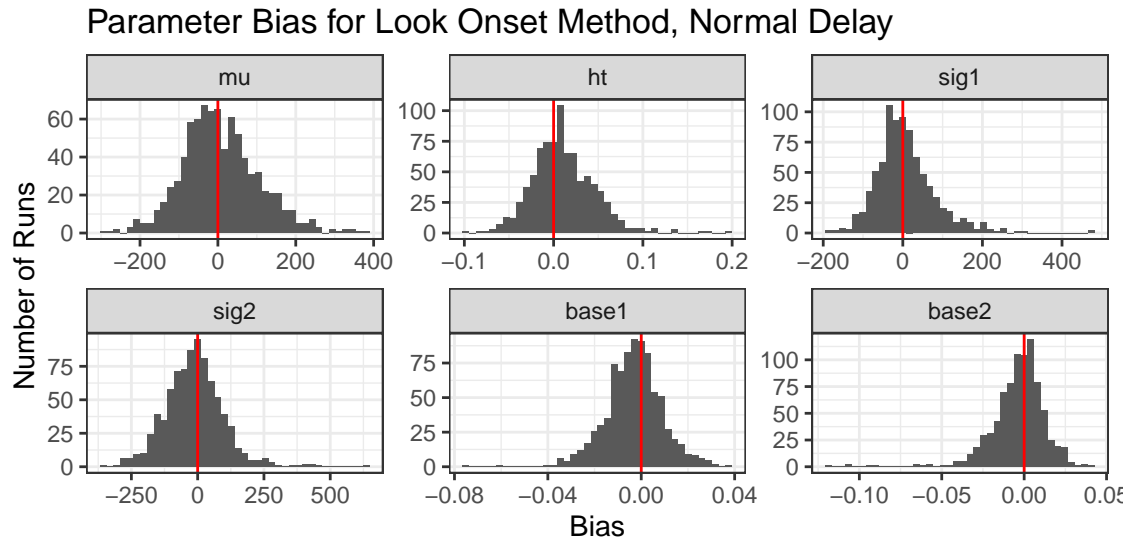 Parameter Bias for Look Onset Method, Normal Delay
mu
ht
sig1
60
40
20
0
100
75
50
25
0
100
75
50
25
0
−200 0 200 400
−0.1 0.0 0.1 0.2
−200 0 200 400
Number of Runs
sig2
base1
base2
75
50
25
0
75
50
25
0
100
75
50
25
0
−250 0 250 500
−0.08 −0.04 0.00 0.04
−0.10 −0.05 0.00 0.05
Bias